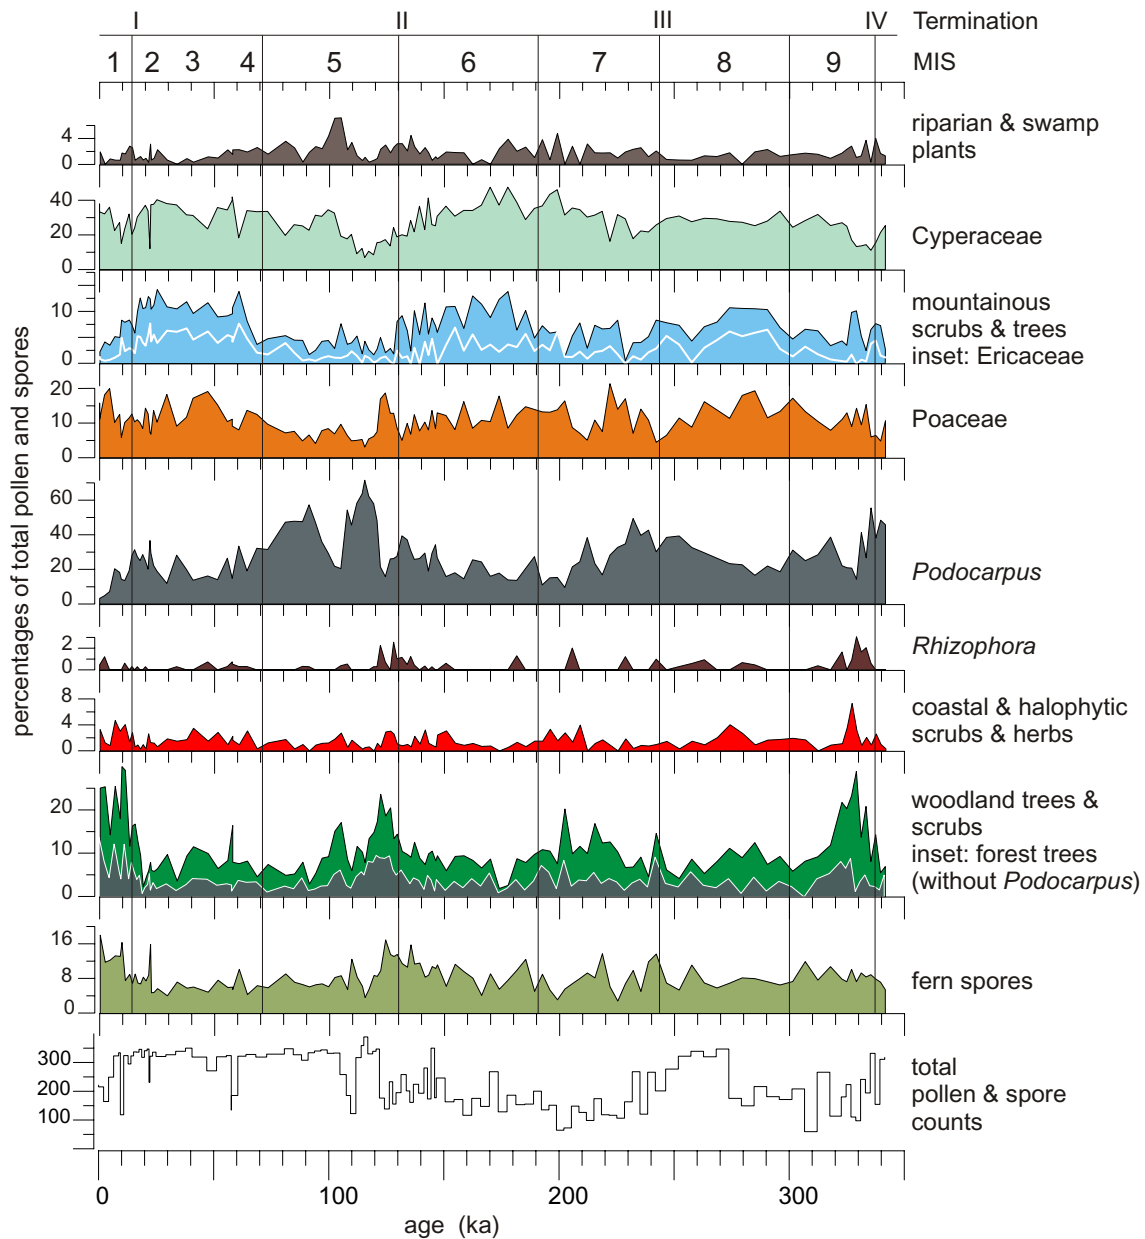 I II III IV Termination
1 2 3 4 5 6 7 8 9 MIS
percentages of total pollen and spores
4
0
riparian & swamp
plants
40
20
0
Cyperaceae
10
0
mountainous
scrubs & trees
inset: Ericaceae
20
10
0
Poaceae
60
40
20
0
Podocarpus
2
0
Rhizophora
8
4
0
coastal & halophytic
scrubs & herbs
20
10
0
woodland trees &
scrubs
inset: forest trees
(without Podocarpus)
16
8
0
fern spores
300
200
100
total
pollen & spore
counts
0 100 200 300
age (ka)